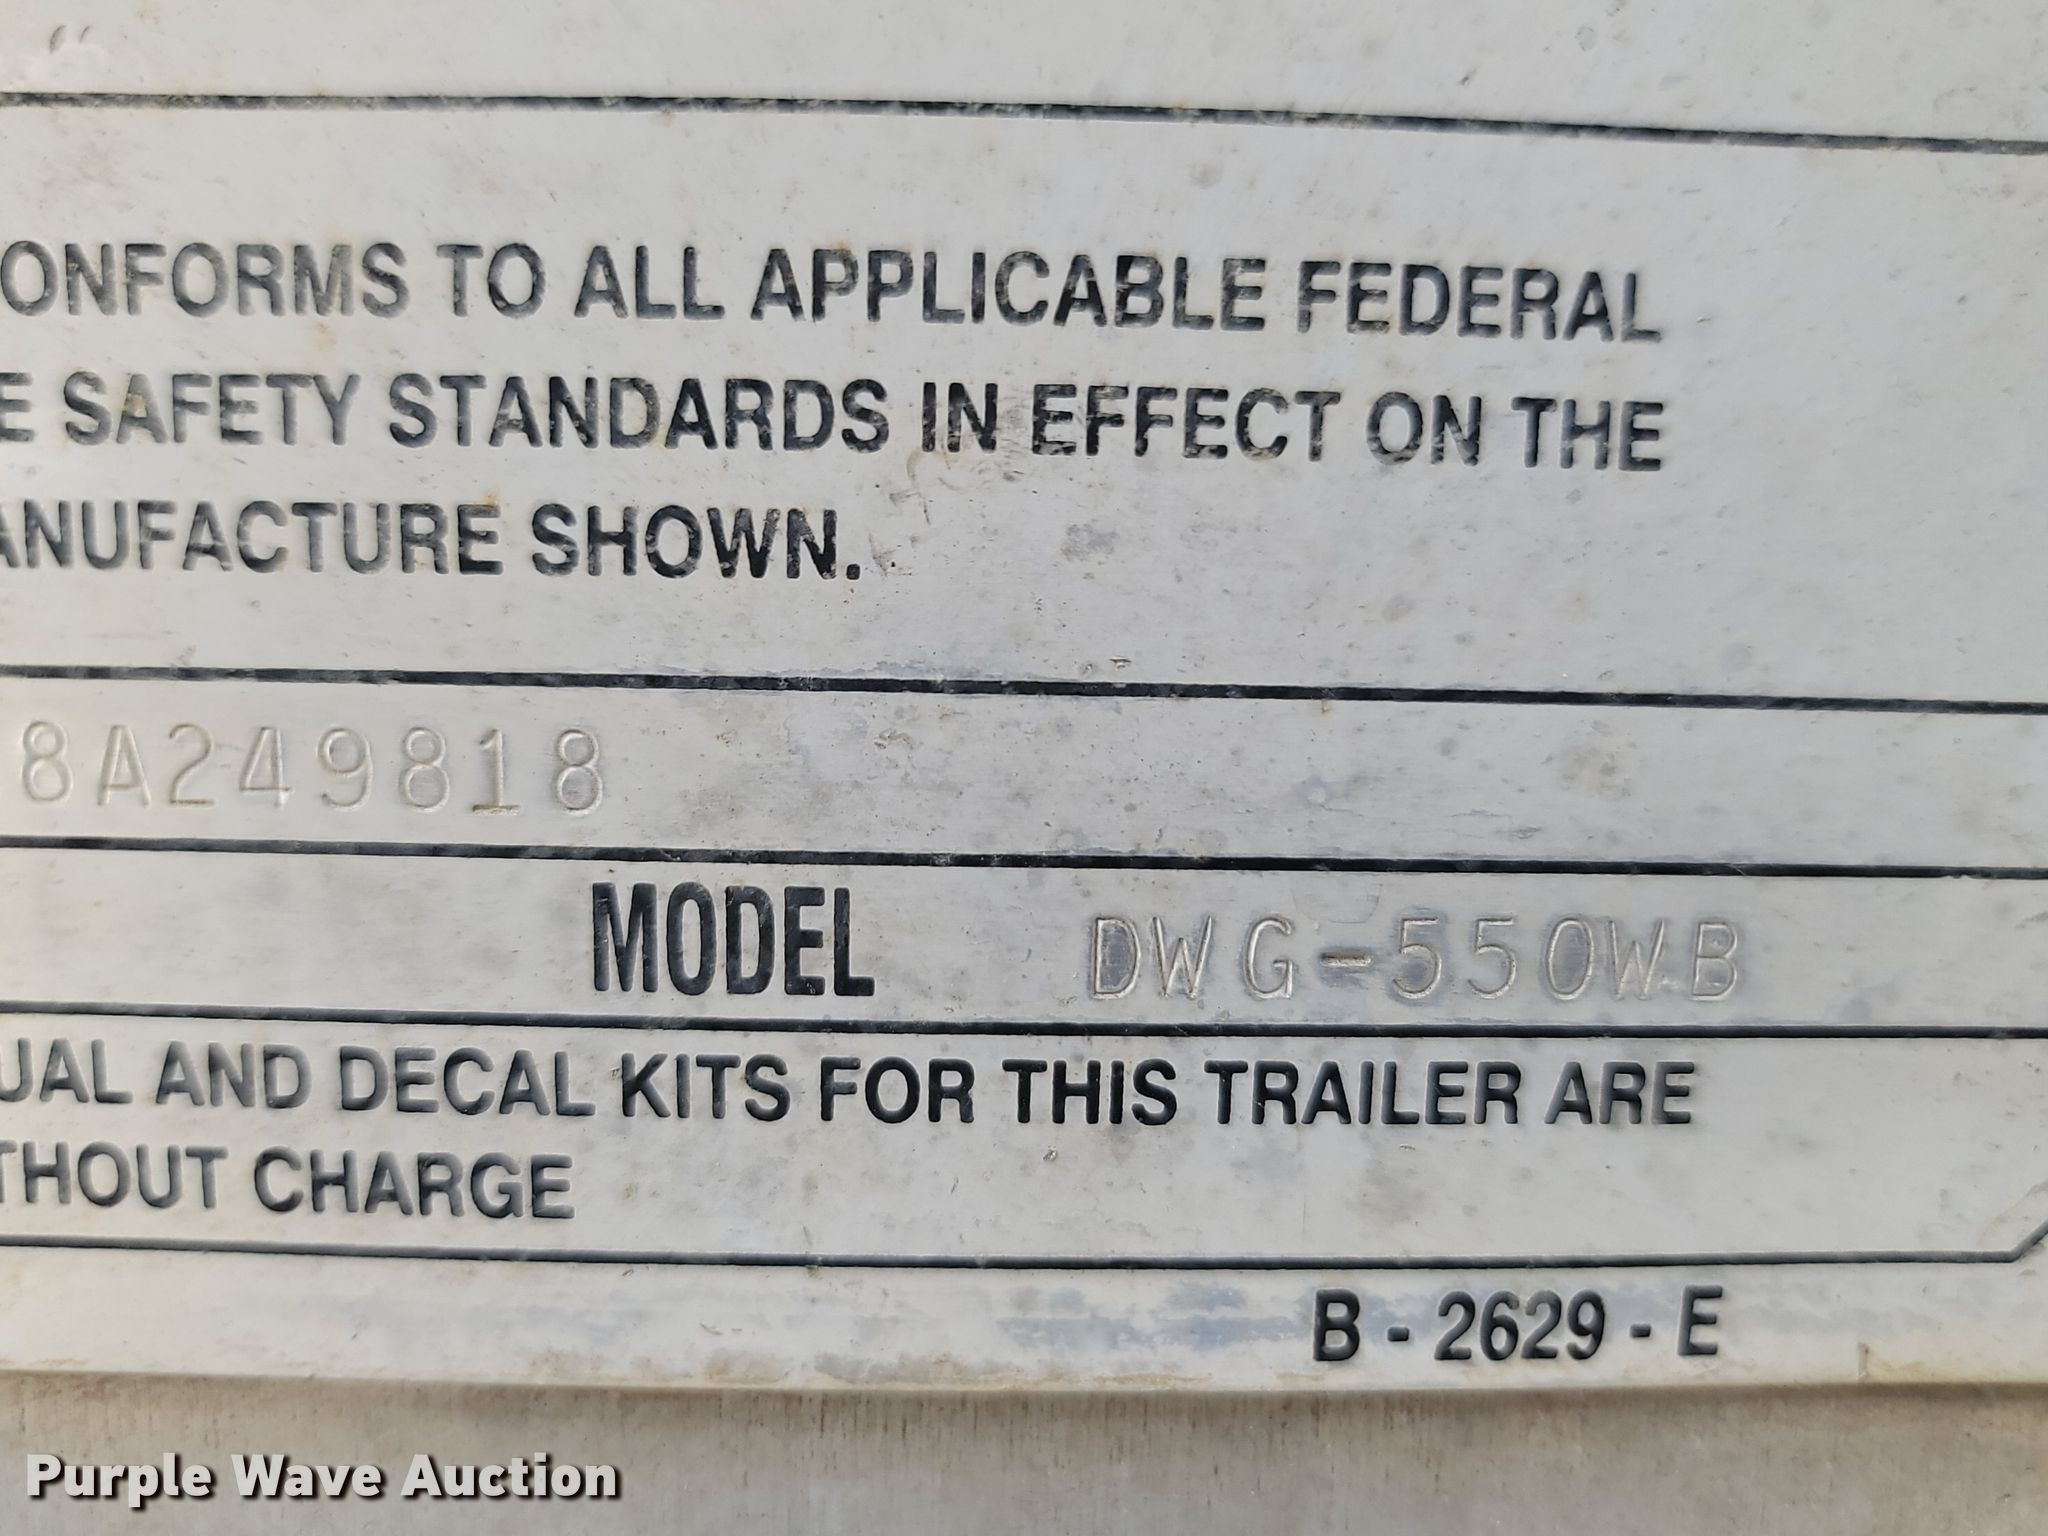 ONFORMS TO ALL APPLICABLE FEDERAL
E SAFETY STANDARDS IN EFFECT ON THE
ANUFACTURE SHOWN.
8A249818
MODEL DWG-550WB
UAL AND DECAL KITS FOR THIS TRAILER ARE
THOUT CHARGE
B - 2629 - E
Purple Wave Auction